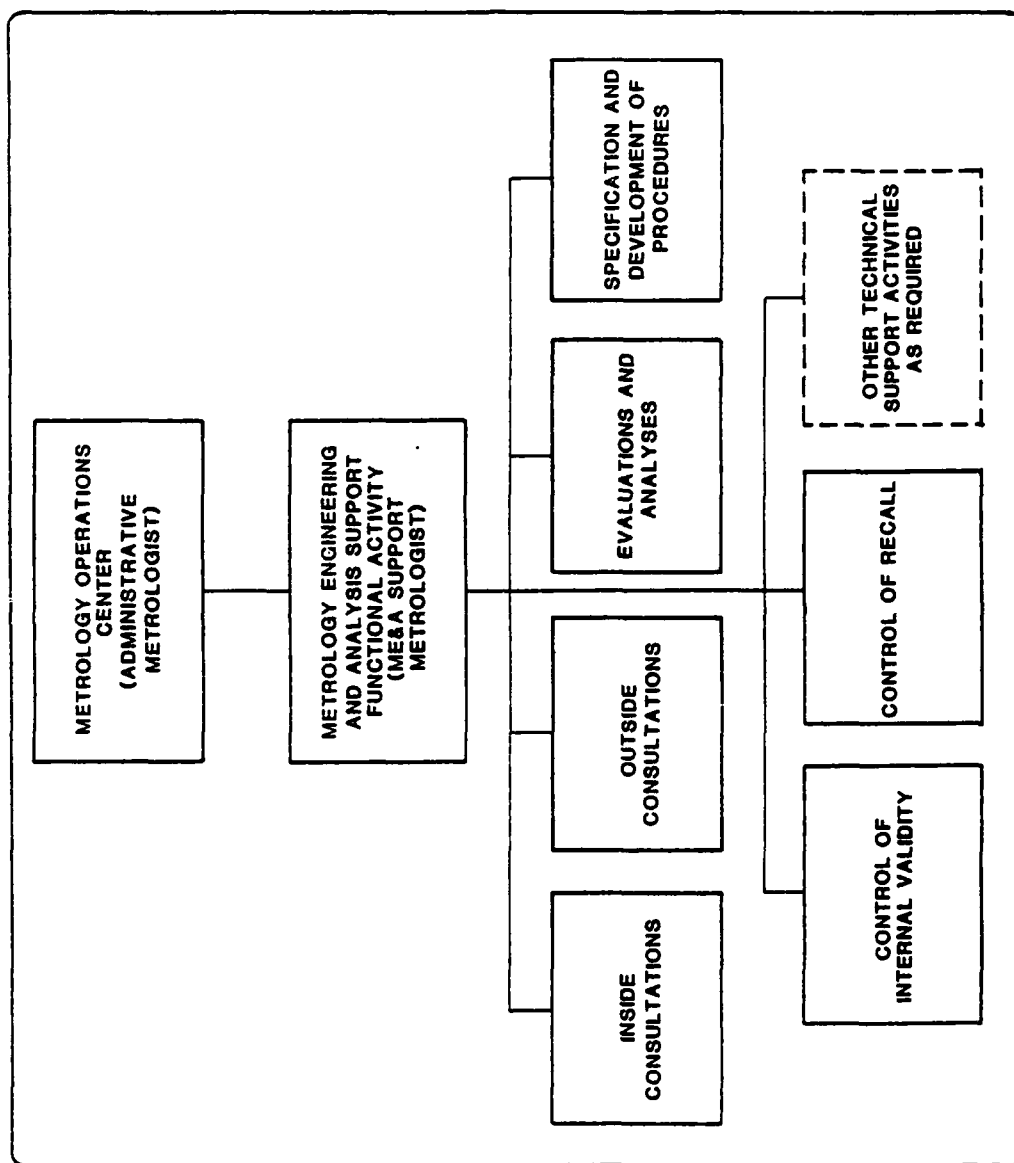 METROLOGY OPERATIONS
CENTER
(ADMINISTRATIVE
METROLOGIST)
METROLOGY ENGINEERING
AND ANALYSIS SUPPORT
FUNCTIONAL ACTIVITY
(ME&A SUPPORT
METROLOGIST)
INSIDE
CONSULTATIONS
OUTSIDE
CONSULTATIONS
EVALUATIONS AND
ANALYSES
SPECIFICATION AND
DEVELOPMENT OF
PROCEDURES
CONTROL OF
INTERNAL VALIDITY
CONTROL OF RECALL
OTHER TECHNICAL
SUPPORT ACTIVITIES
AS REQUIRED